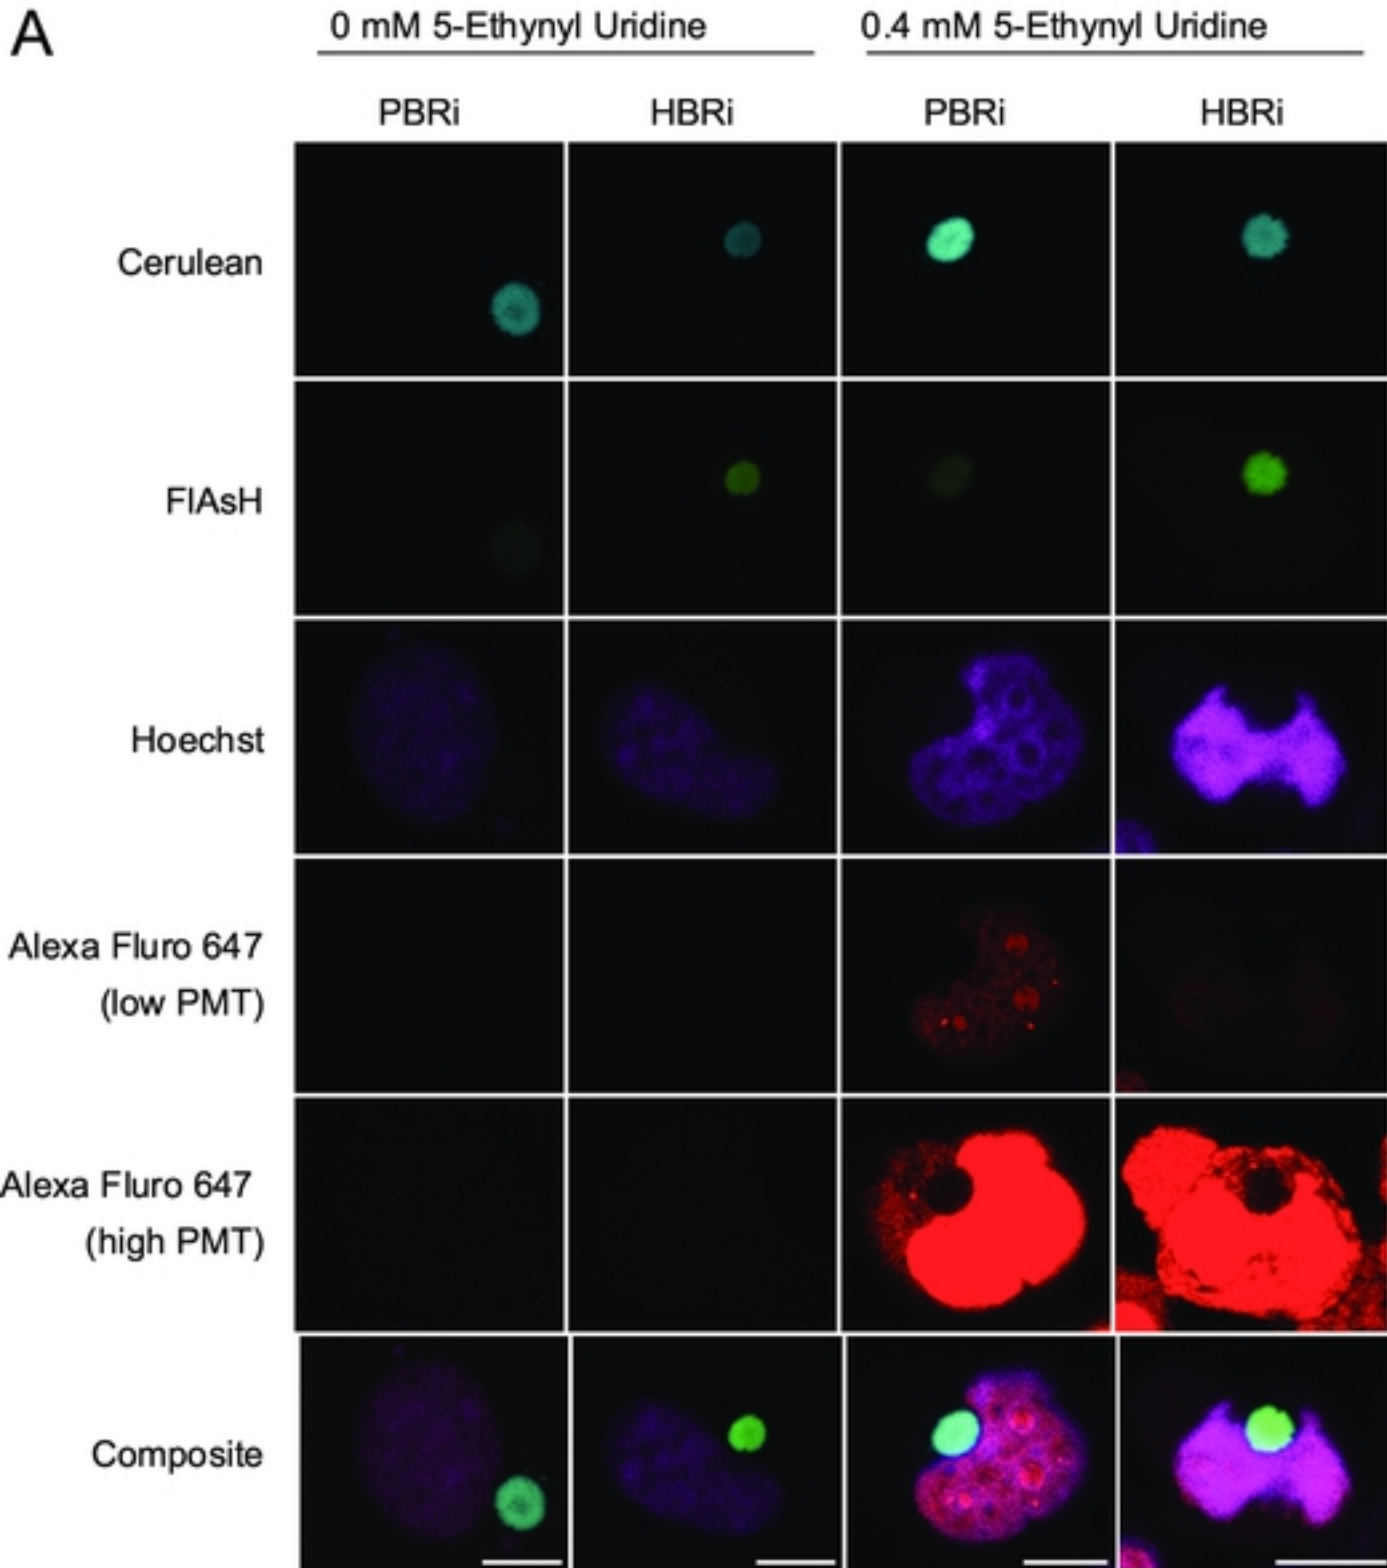 A
0 mM 5-Ethynyl Uridine 0.4 mM 5-Ethynyl Uridine
PBRi HBRi PBRi HBRi
Cerulean
FlAsH
Hoechst
Alexa Fluro 647
(low PMT)
Alexa Fluro 647
(high PMT)
Composite